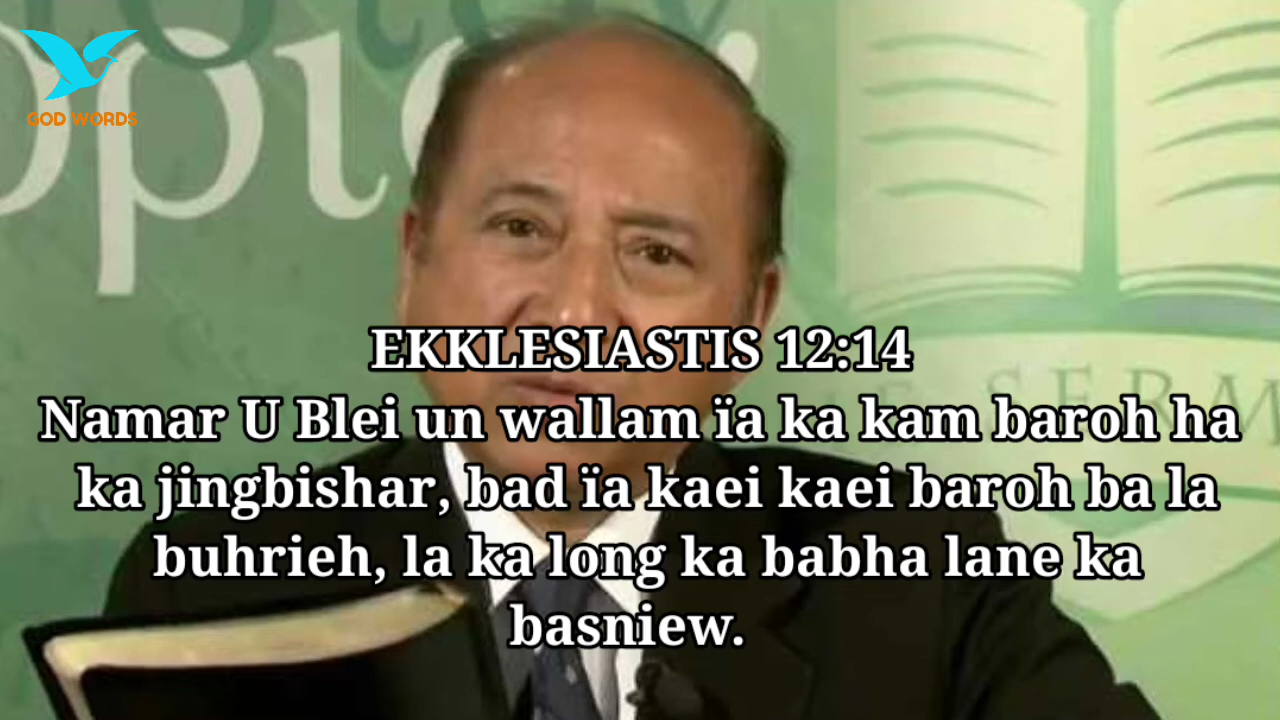 GOD WORDS
EKKLESIASTIS 12:14
Namar U Blei un wallam ïa ka kam baroh ha
ka jingbishar, bad ïa kaei kaei baroh ba la
buhrieh, la ka long ka babha lane ka
basniew.